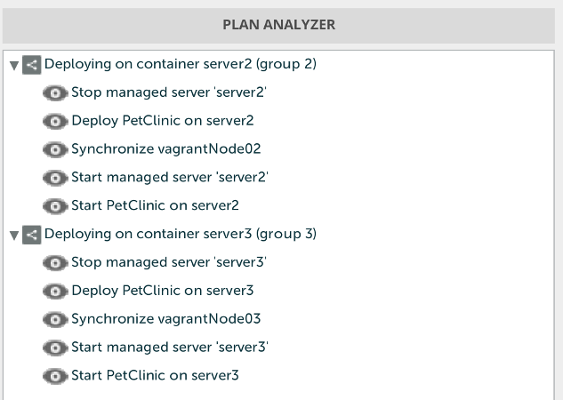 PLAN ANALYZER
Deploying on container server2 (group 2)
Stop managed server 'server2'
Deploy PetClinic on server2
Synchronize vagrantNode02
Start managed server 'server2'
Start PetClinic on server2
Deploying on container server3 (group 3)
Stop managed server 'server3'
Deploy PetClinic on server3
Synchronize vagrantNode03
Start managed server 'server3'
Start PetClinic on server3